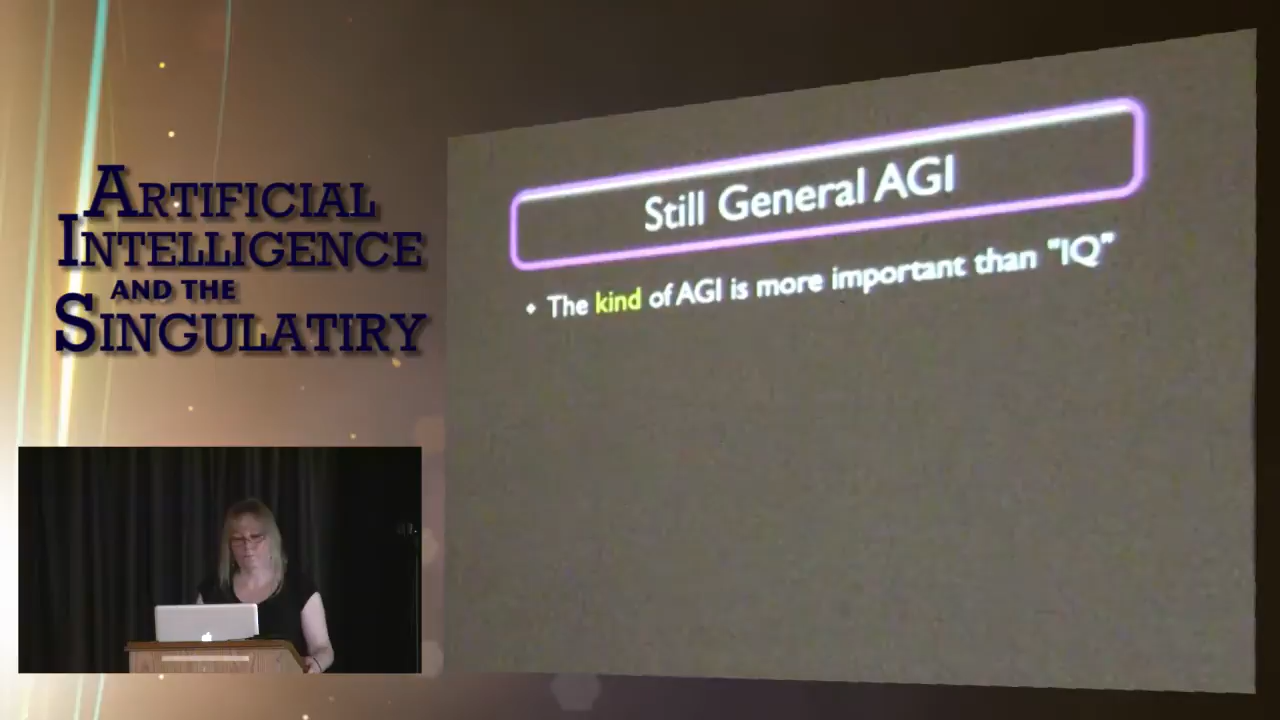 ARTIFICIAL
INTELLIGENCE
AND THE
SINGULATIRY
Still General AGI
• The kind of AGI is more important than "IQ"